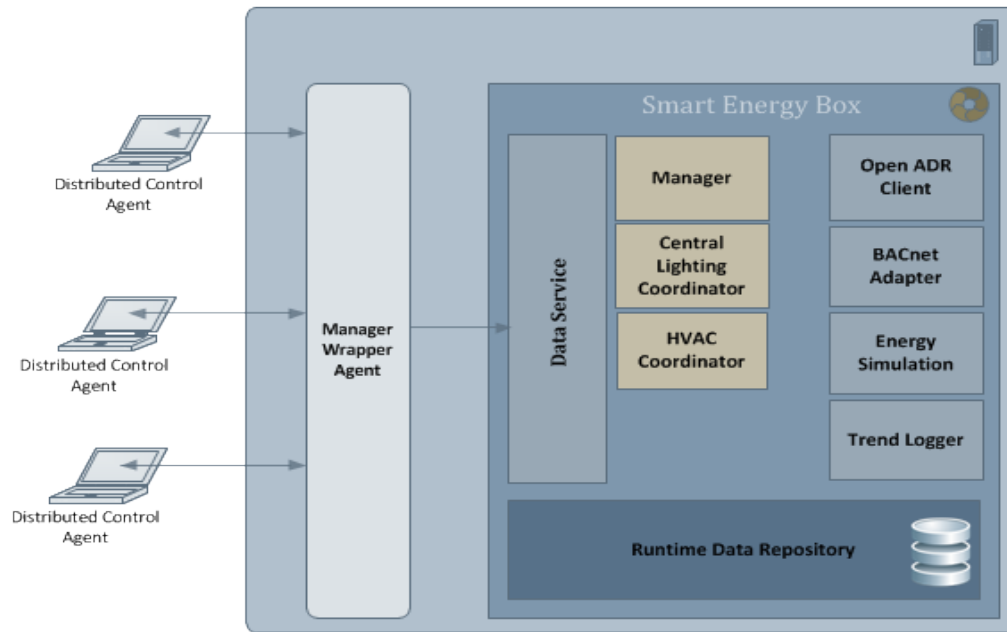 Smart Energy Box
Distributed Control
Agent
Distributed Control
Agent
Distributed Control
Agent
Manager
Wrapper
Agent
Data Service
Manager
Central
Lighting
Coordinator
HVAC
Coordinator
Open ADR
Client
BACnet
Adapter
Energy
Simulation
Trend Logger
Runtime Data Repository